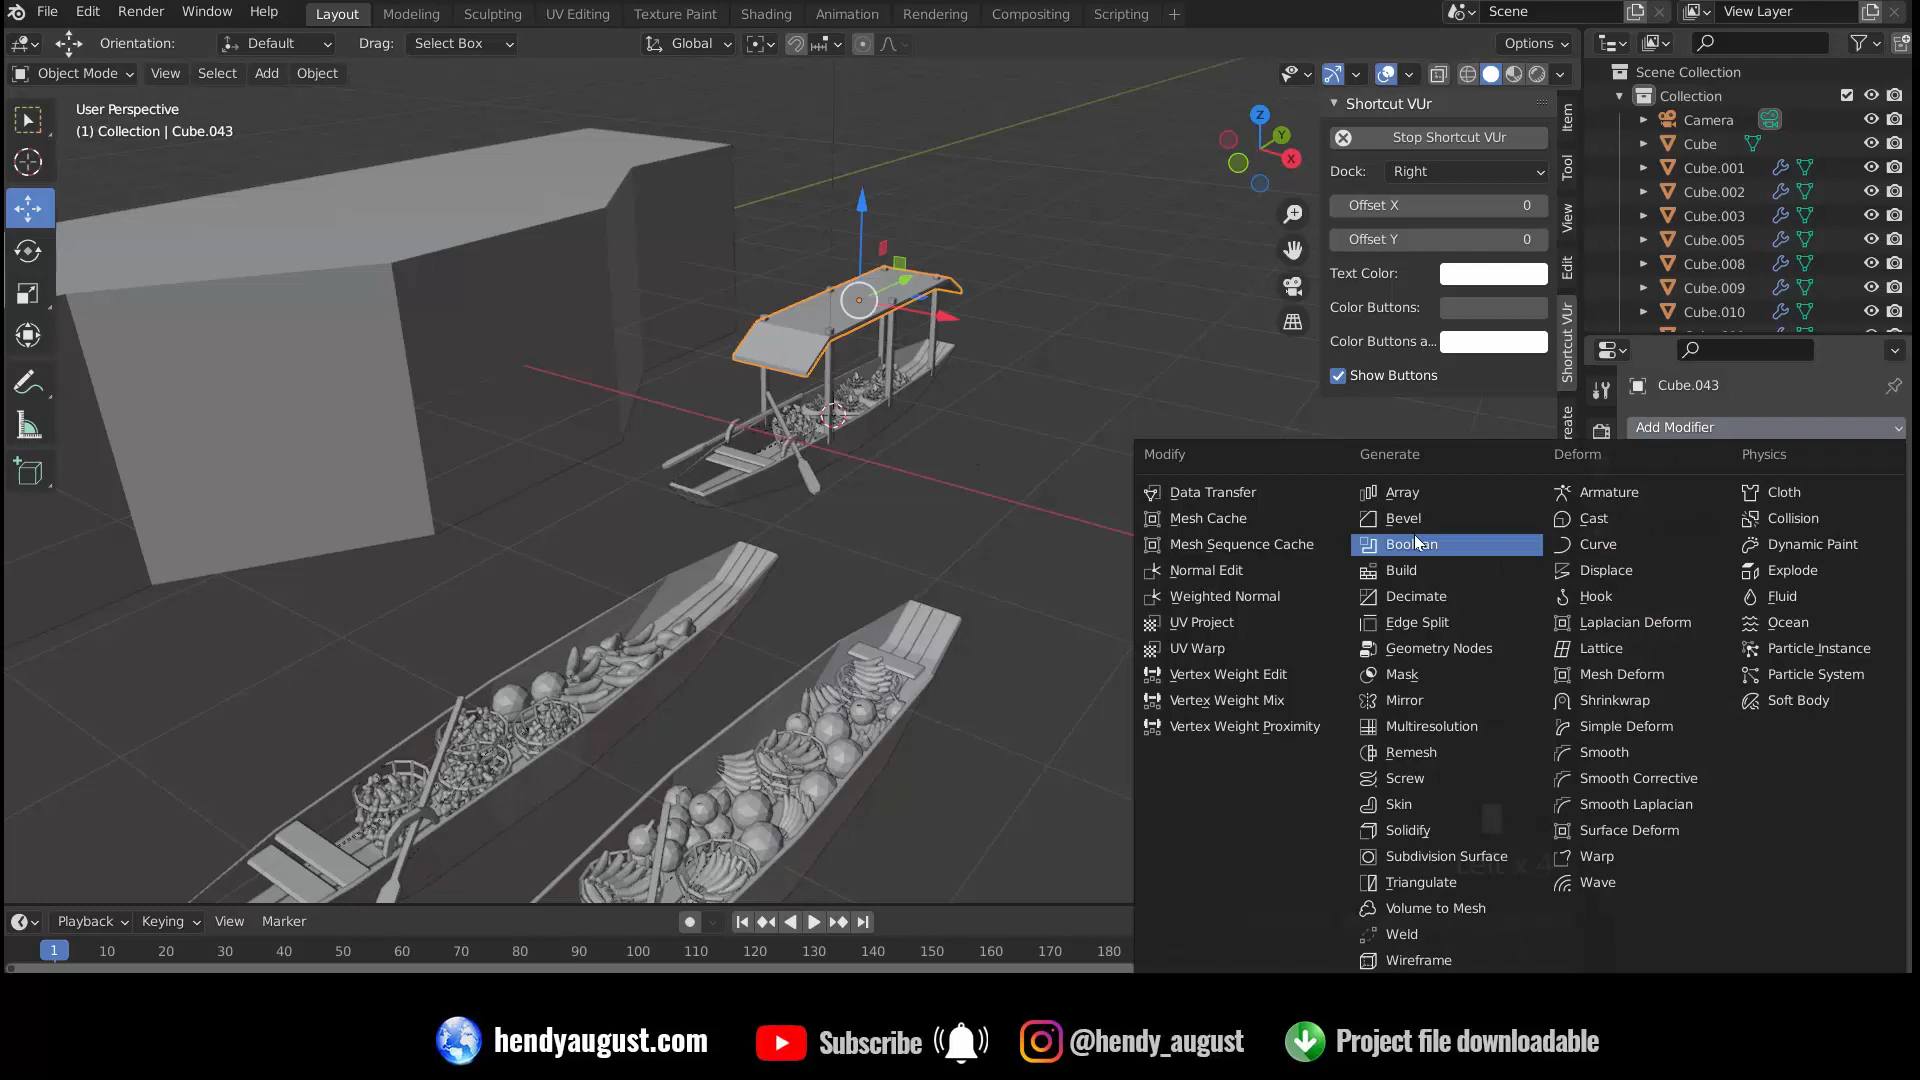 File Edit Render Window Help Layout Modeling Sculpting UV Editing Texture Paint Shading Animation Rendering Compositing Scripting Scene View Layer
Orientation: Default Drag: Select Box Global Options
Object Mode View Select Add Object
User Perspective
(1) Collection | Cube.043
Z
Y
X
Shortcut VUr
Stop Shortcut VUr
Dock: Right
Offset X 0
Offset Y 0
Text Color:
Color Buttons:
Color Buttons a...
Show Buttons
Item
Tool
View
Edit
Shortcut VUr
reate
Scene Collection
Collection
Camera
Cube
Cube.001
Cube.002
Cube.003
Cube.005
Cube.008
Cube.009
Cube.010
Cube.043
Add Modifier
Modify Generate Deform Physics
Data Transfer Array Armature Cloth
Mesh Cache Bevel Cast Collision
Mesh Sequence Cache Boolean Curve Dynamic Paint
Normal Edit Build Displace Explode
Weighted Normal Decimate Hook Fluid
UV Project Edge Split Laplacian Deform Ocean
UV Warp Geometry Nodes Lattice Particle Instance
Vertex Weight Edit Mask Mesh Deform Particle System
Vertex Weight Mix Mirror Shrinkwrap Soft Body
Vertex Weight Proximity Multiresolution Simple Deform
Remesh Smooth
Screw Smooth Corrective
Skin Smooth Laplacian
Solidify Surface Deform
Subdivision Surface Warp
Triangulate Wave
Volume to Mesh
Weld
Wireframe
Playback Keying View Marker
1 10 20 30 40 50 60 70 80 90 100 110 120 130 140 150 160 170 180
hendyaugust.com Subscribe @hendy_august Project file downloadable